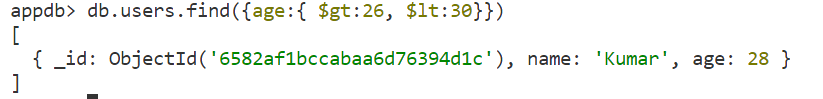 appdb> db.users.find({age:{ $gt:26, $lt:30}})
[
  { _id: ObjectId('6582af1bccabaa6d76394d1c'), name: 'Kumar', age: 28 }
]